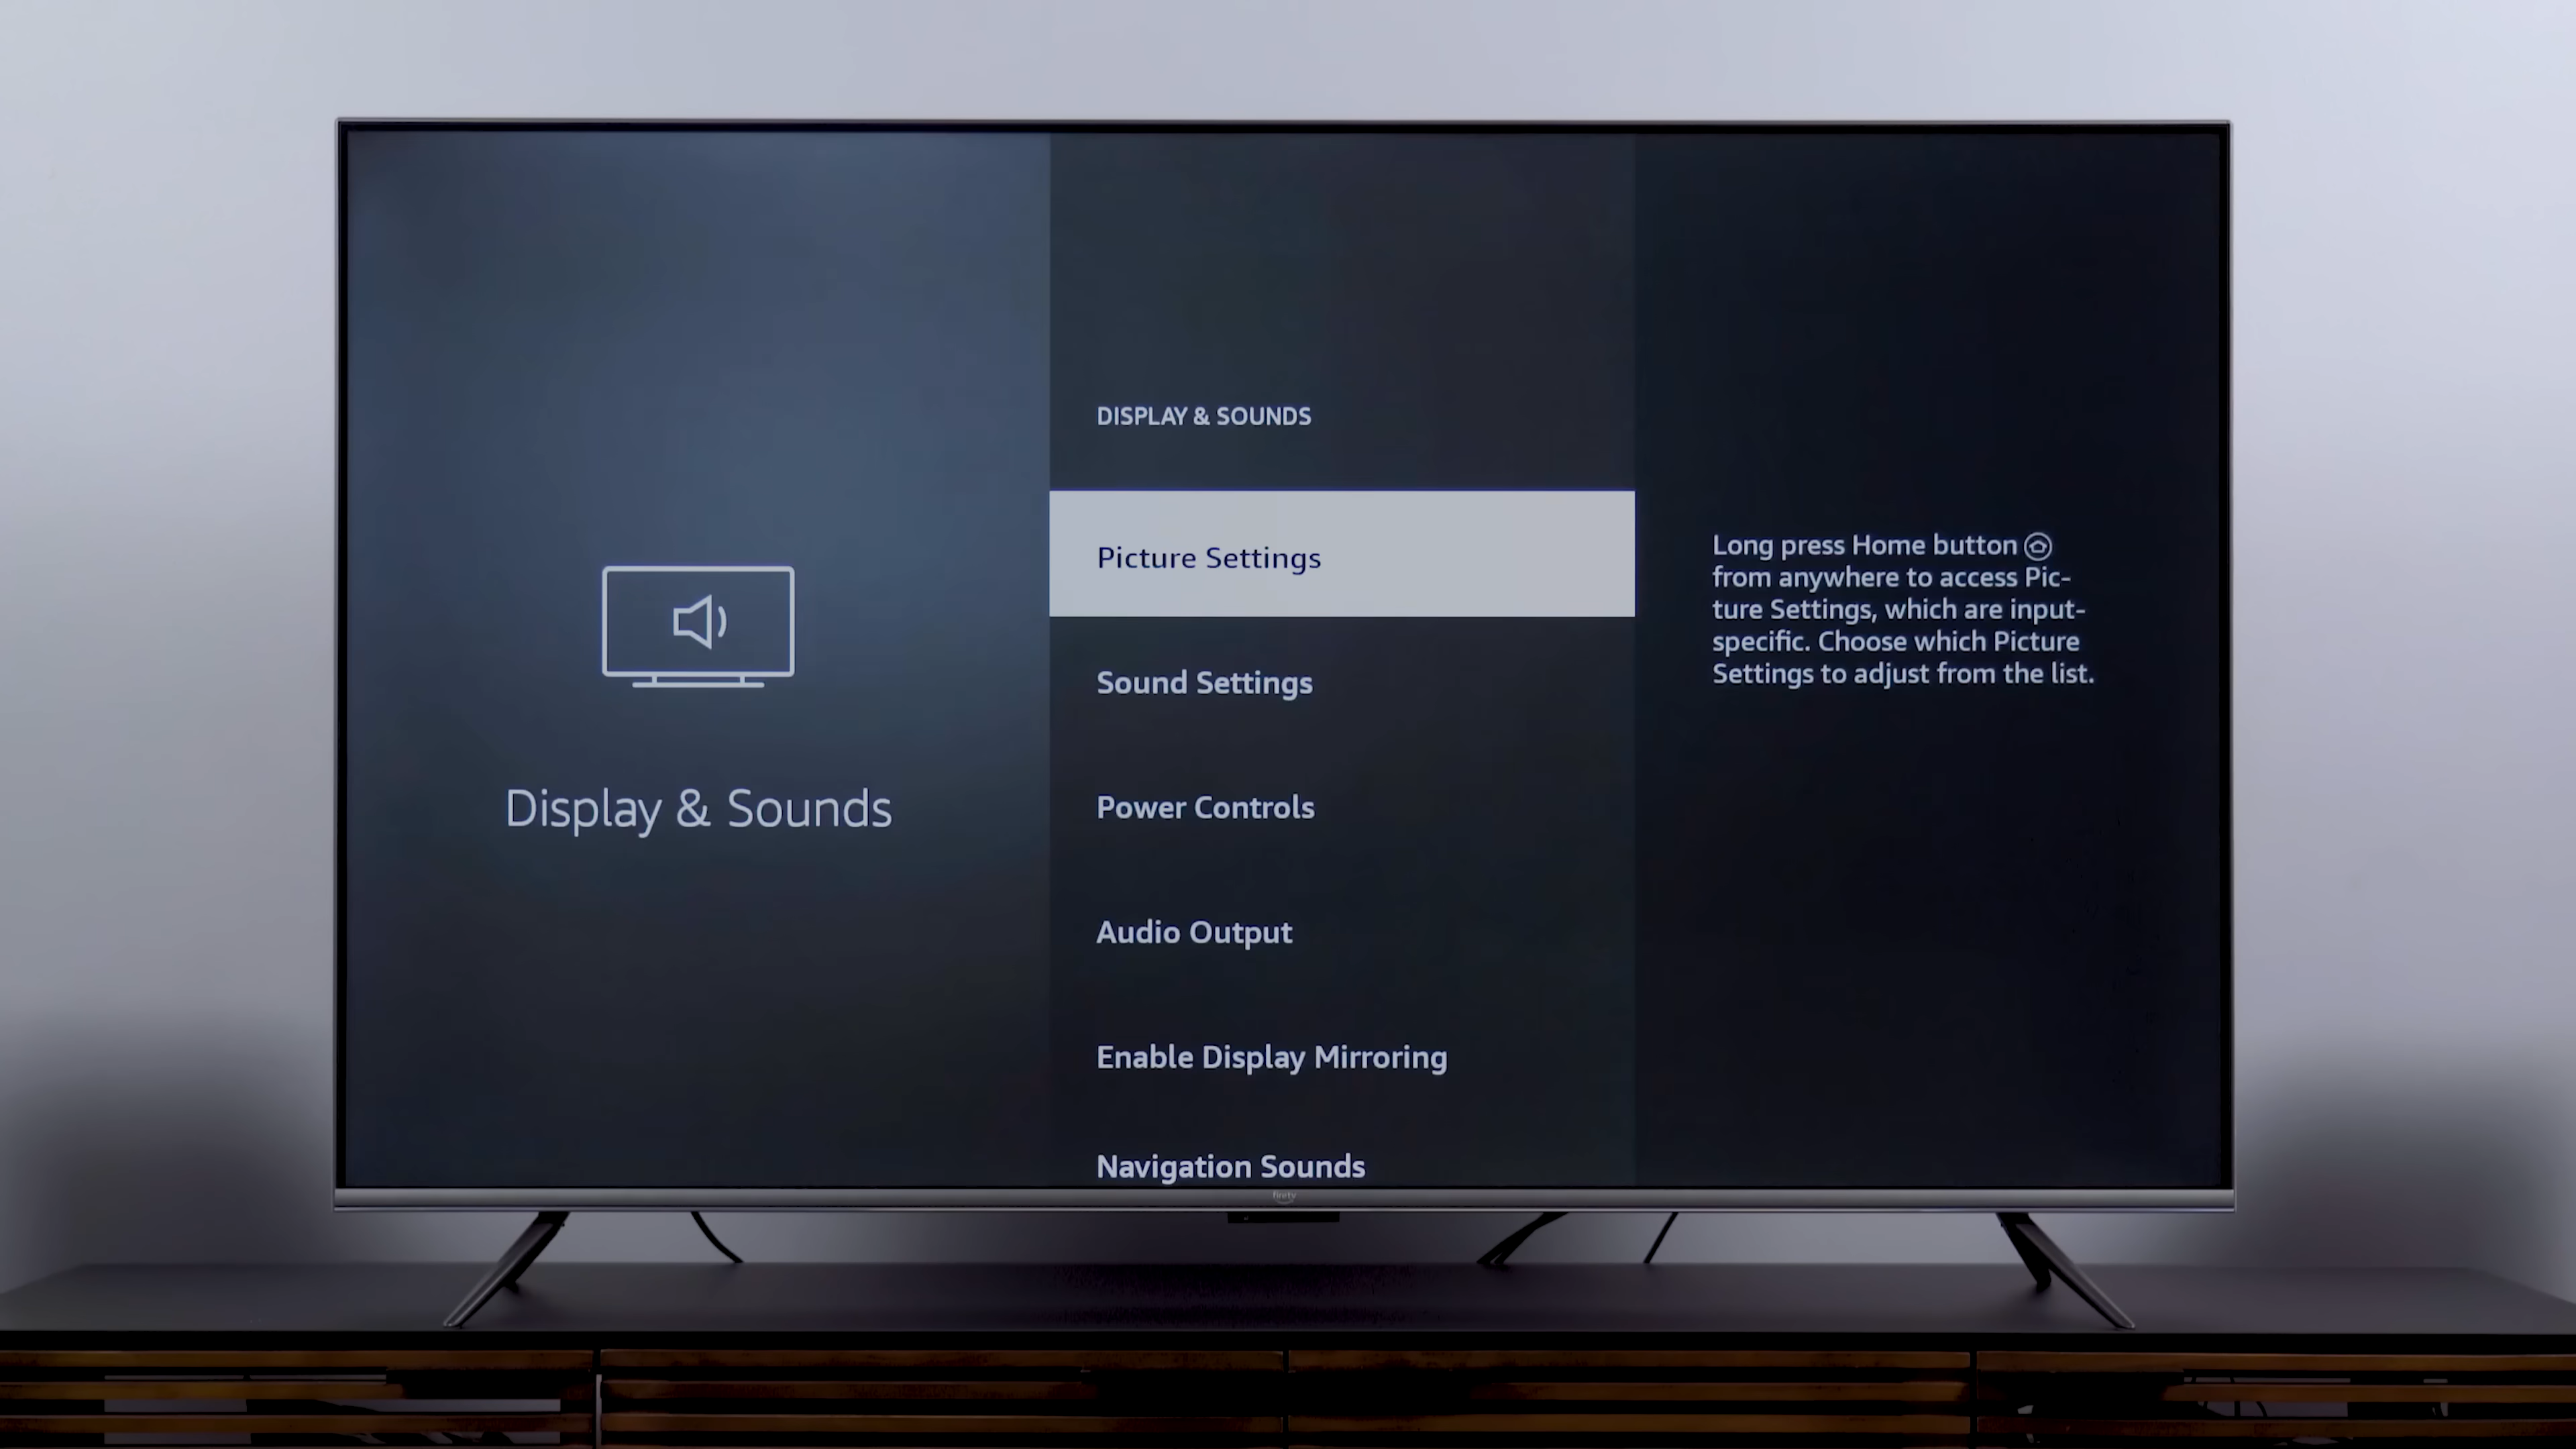 DISPLAY & SOUNDS
Picture Settings
Sound Settings
Power Controls
Audio Output
Enable Display Mirroring
Navigation Sounds
Display & Sounds
Long press Home button
from anywhere to access Pic-
ture Settings, which are input-
specific. Choose which Picture
Settings to adjust from the list.
firetv